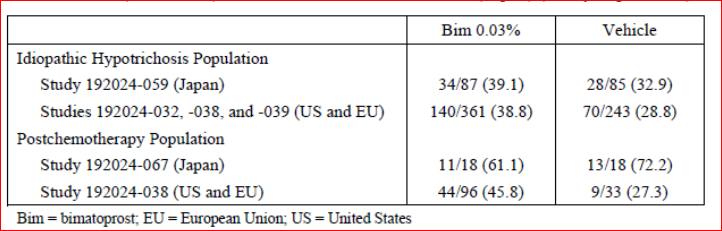 Bim 0.03% Vehicle
Idiopathic Hypotrichosis Population
Study 192024-059 (Japan) 34/87 (39.1) 28/85 (32.9)
Studies 192024-032, -038, and -039 (US and EU) 140/361 (38.8) 70/243 (28.8)
Postchemotherapy Population
Study 192024-067 (Japan) 11/18 (61.1) 13/18 (72.2)
Study 192024-038 (US and EU) 44/96 (45.8) 9/33 (27.3)
Bim = bimatoprost; EU = European Union; US = United States